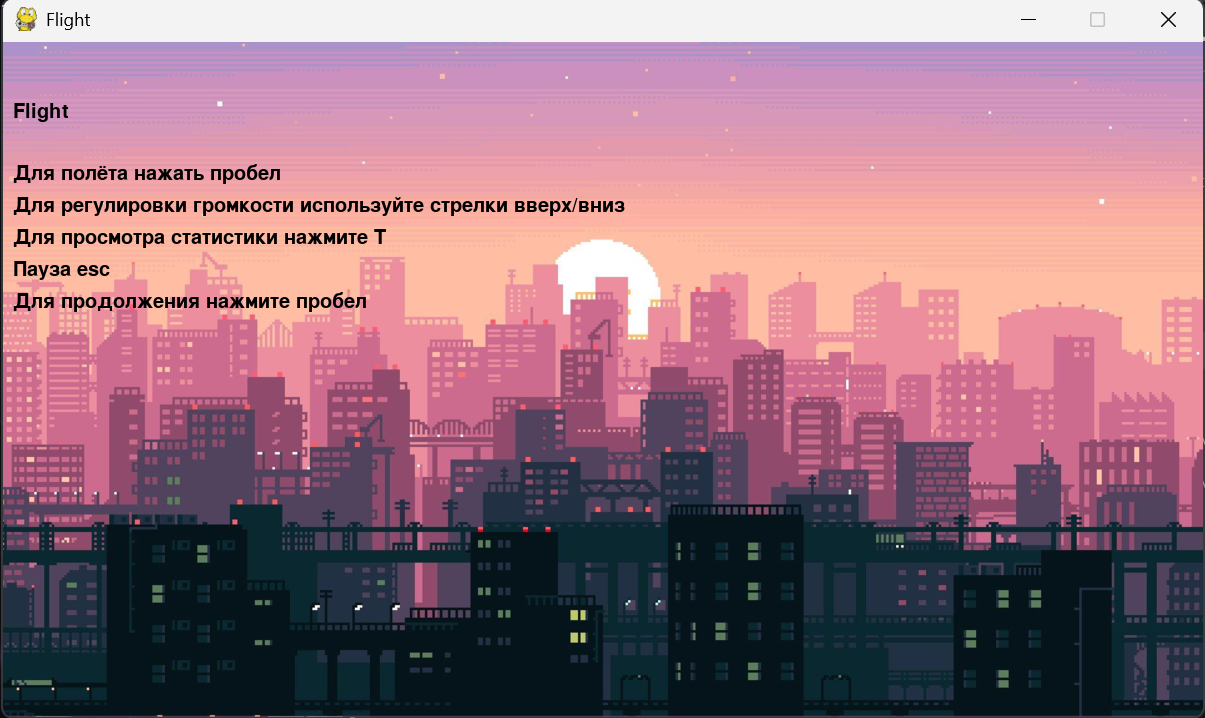 Flight
Flight
Для полёта нажать пробел
Для регулировки громкости используйте стрелки вверх/вниз
Для просмотра статистики нажмите T
Пауза esc
Для продолжения нажмите пробел